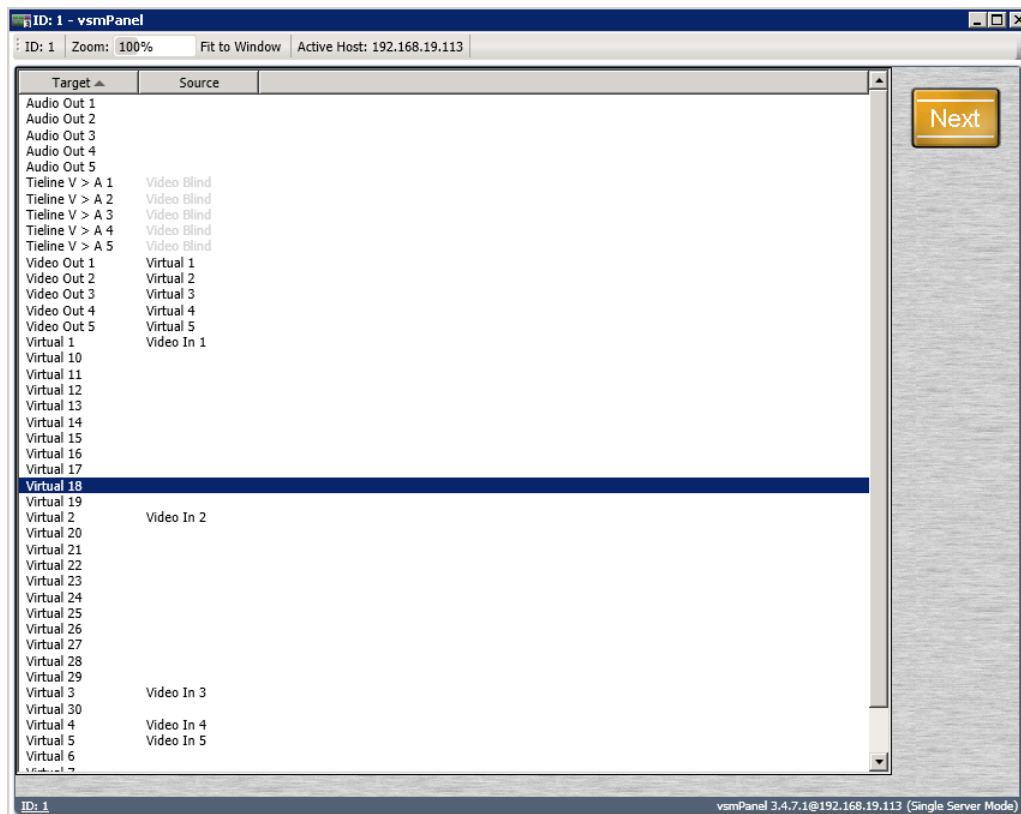 ID: 1 - vsmPanel
ID: 1 Zoom: 100% Fit to Window Active Host: 192.168.19.113
Target Source
Next
Audio Out 1
Audio Out 2
Audio Out 3
Audio Out 4
Audio Out 5
Tieline V > A 1 Video Blind
Tieline V > A 2 Video Blind
Tieline V > A 3 Video Blind
Tieline V > A 4 Video Blind
Tieline V > A 5 Video Blind
Video Out 1 Virtual 1
Video Out 2 Virtual 2
Video Out 3 Virtual 3
Video Out 4 Virtual 4
Video Out 5 Virtual 5
Virtual 1 Video In 1
Virtual 10
Virtual 11
Virtual 12
Virtual 13
Virtual 14
Virtual 15
Virtual 16
Virtual 17
Virtual 18
Virtual 19
Virtual 2 Video In 2
Virtual 20
Virtual 21
Virtual 22
Virtual 23
Virtual 24
Virtual 25
Virtual 26
Virtual 27
Virtual 28
Virtual 29
Virtual 3 Video In 3
Virtual 30
Virtual 4 Video In 4
Virtual 5 Video In 5
Virtual 6
Virtual 7
ID: 1 vsmPanel 3.4.7.1@192.168.19.113 (Single Server Mode)